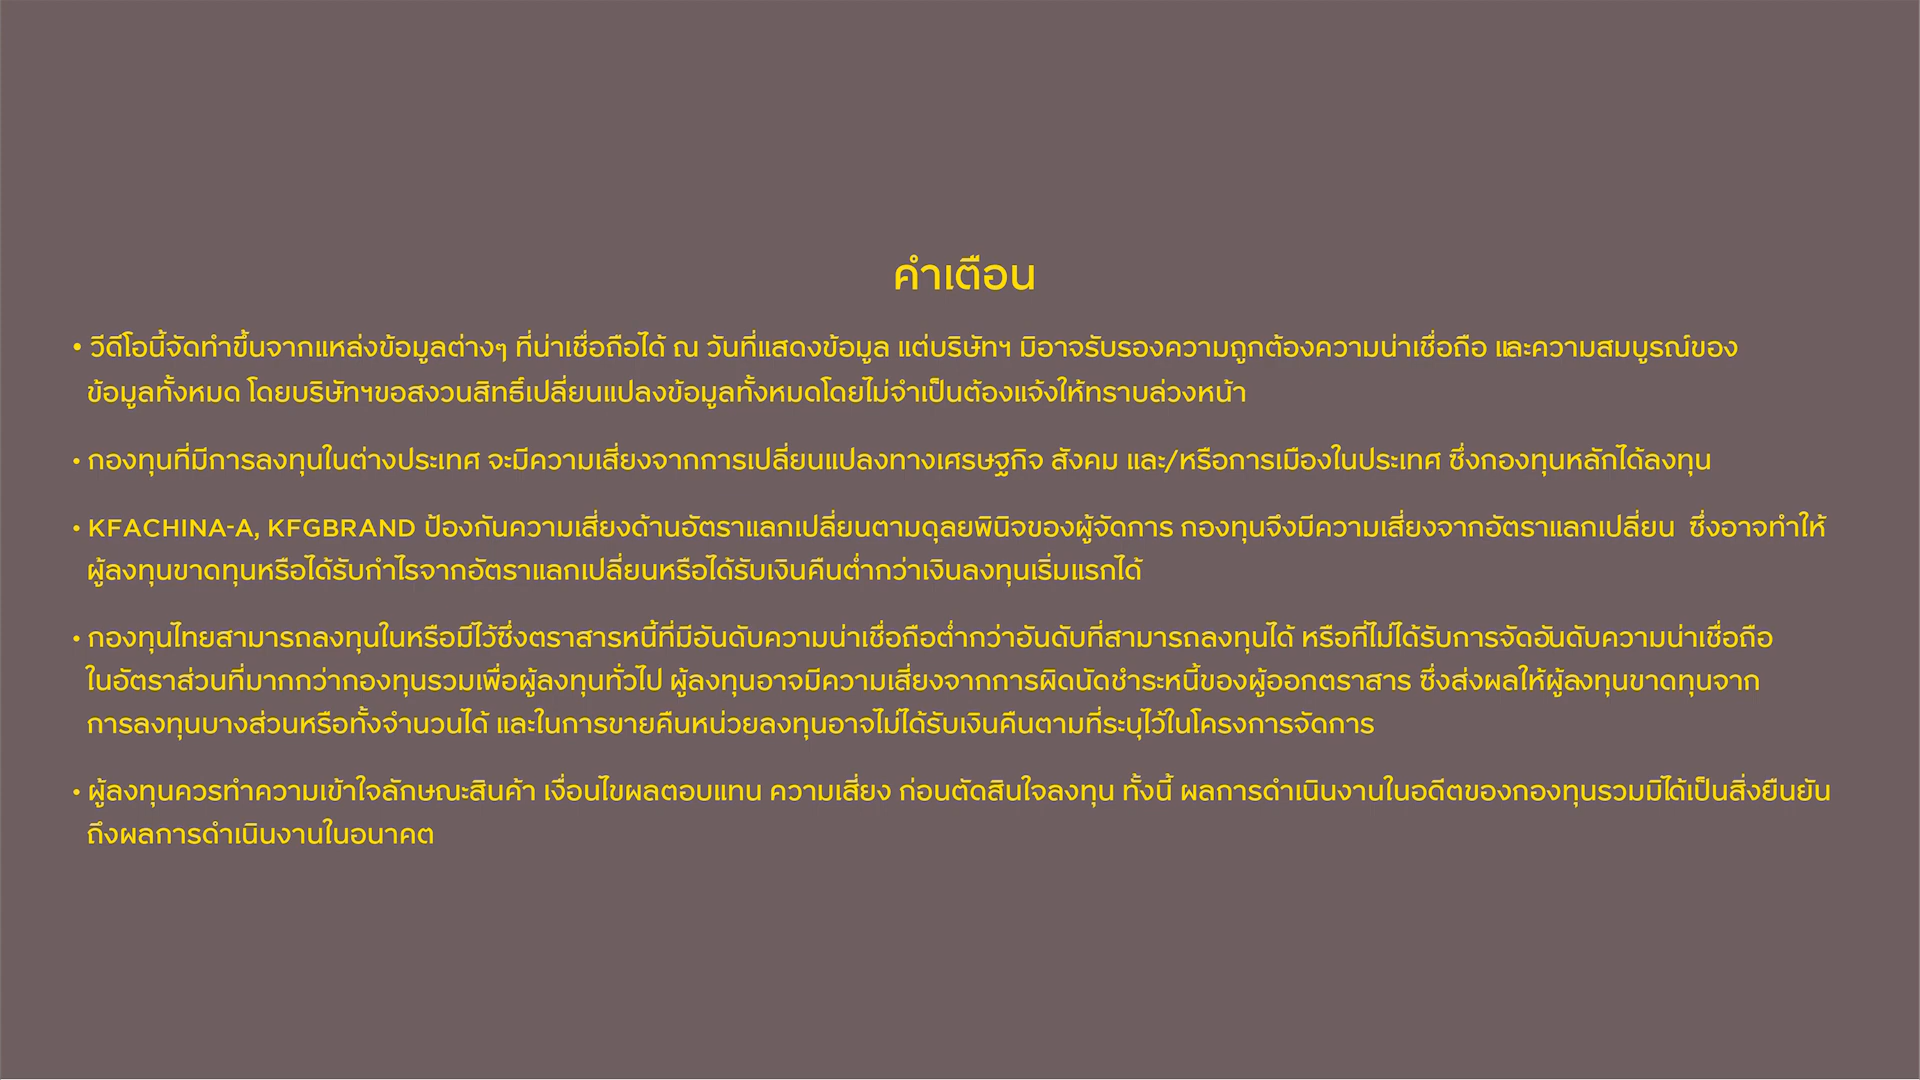 คำเตือน
• วีดีโอนี้จัดทำขึ้นจากแหล่งข้อมูลต่างๆ ที่น่าเชื่อถือได้ ณ วันที่แสดงข้อมูล แต่บริษัทฯ มิอาจรับรองความถูกต้องความน่าเชื่อถือ และความสมบูรณ์ของ
ข้อมูลทั้งหมด โดยบริษัทฯขอสงวนสิทธิ์เปลี่ยนแปลงข้อมูลทั้งหมดโดยไม่จำเป็นต้องแจ้งให้ทราบล่วงหน้า
• กองทุนที่มีการลงทุนในต่างประเทศ จะมีความเสี่ยงจากการเปลี่ยนแปลงทางเศรษฐกิจ สังคม และ/หรือการเมืองในประเทศ ซึ่งกองทุนหลักได้ลงทุน
• KFACHINA-A, KFGBRAND ป้องกันความเสี่ยงด้านอัตราแลกเปลี่ยนตามดุลยพินิจของผู้จัดการ กองทุนจึงมีความเสี่ยงจากอัตราแลกเปลี่ยน ซึ่งอาจทำให้
ผู้ลงทุนขาดทุนหรือได้รับกำไรจากอัตราแลกเปลี่ยนหรือได้รับเงินคืนต่ำกว่าเงินลงทุนเริ่มแรกได้
• กองทุนไทยสามารถลงทุนในหรือมีไว้ซึ่งตราสารหนี้ที่มีอันดับความน่าเชื่อถือต่ำกว่าอันดับที่สามารถลงทุนได้ หรือที่ไม่ได้รับการจัดอันดับความน่าเชื่อถือ
ในอัตราส่วนที่มากกว่ากองทุนรวมเพื่อผู้ลงทุนทั่วไป ผู้ลงทุนอาจมีความเสี่ยงจากการผิดนัดชำระหนี้ของผู้ออกตราสาร ซึ่งส่งผลให้ผู้ลงทุนขาดทุนจาก
การลงทุนบางส่วนหรือทั้งจำนวนได้ และในการขายคืนหน่วยลงทุนอาจไม่ได้รับเงินคืนตามที่ระบุไว้ในโครงการจัดการ
• ผู้ลงทุนควรทำความเข้าใจลักษณะสินค้า เงื่อนไขผลตอบแทน ความเสี่ยง ก่อนตัดสินใจลงทุน ทั้งนี้ ผลการดำเนินงานในอดีตของกองทุนรวมมิได้เป็นสิ่งยืนยัน
ถึงผลการดำเนินงานในอนาคต